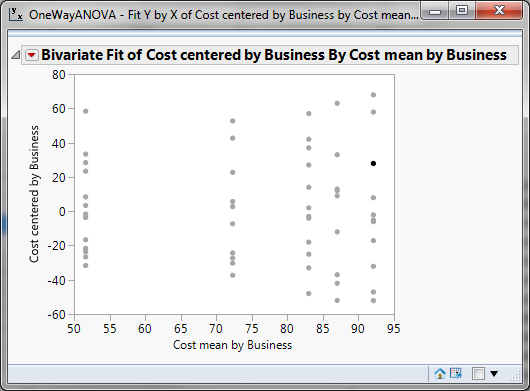 OneWayANOVA - Fit Y by X of Cost centered by Business by Cost mean...
Bivariate Fit of Cost centered by Business By Cost mean by Business
80
60
40
20
0
-20
-40
-60
Cost centered by Business
50 55 60 65 70 75 80 85 90 95
Cost mean by Business